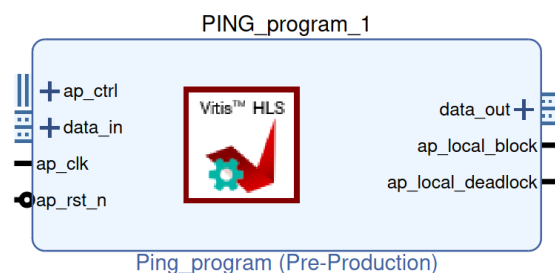 PING_program_1
ap_ctrl
data_in
ap_clk
ap_rst_n
Vitis™ HLS
data_out
ap_local_block
ap_local_deadlock
Ping_program (Pre-Production)